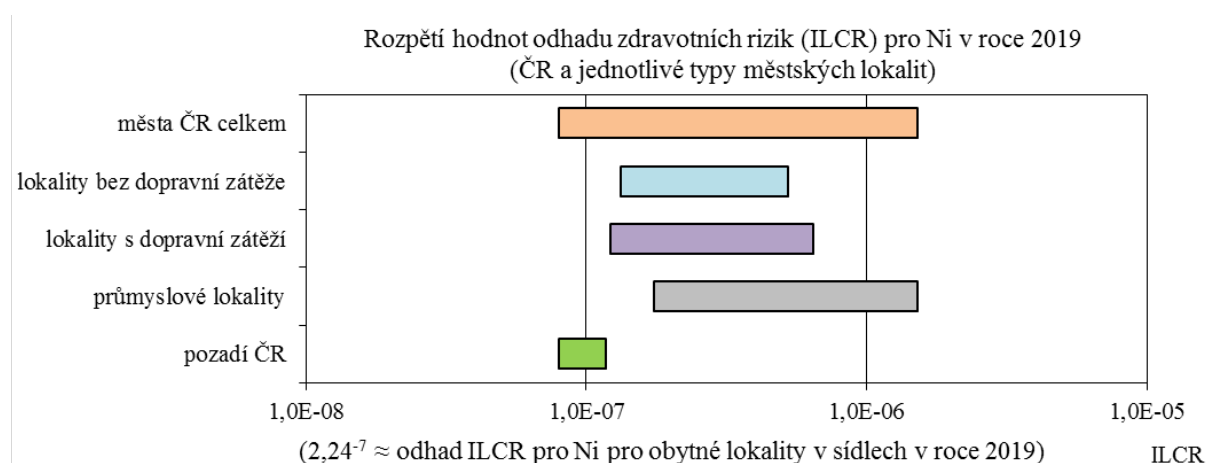 Rozpětí hodnot odhadu zdravotních rizik (ILCR) pro Ni v roce 2019
(ČR a jednotlivé typy městských lokalit)
města ČR celkem
lokality bez dopravní zátěže
lokality s dopravní zátěží
průmyslové lokality
pozadí ČR
1,0E-08 1,0E-07 1,0E-06 1,0E-05
(2,24⁻⁷ ≈ odhad ILCR pro Ni pro obytné lokality v sídlech v roce 2019) ILCR